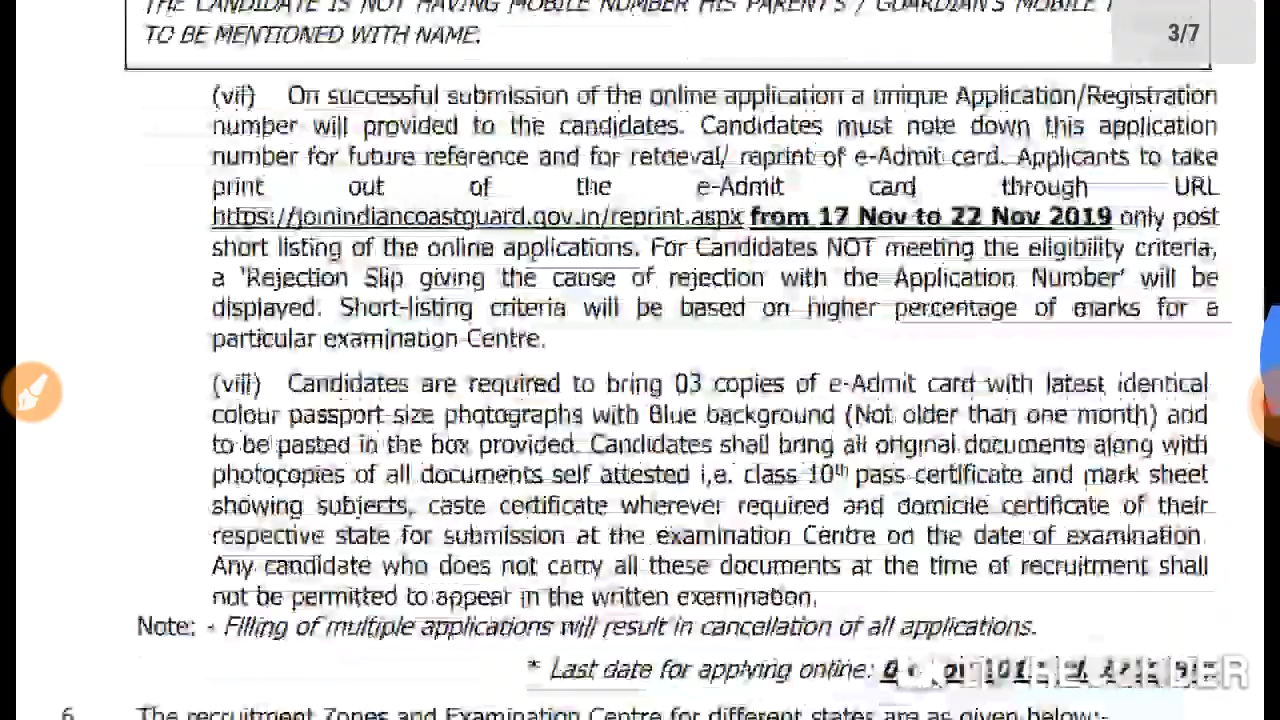 THE CANDIDATE IS NOT HAVING MOBILE NUMBER HIS PARENT'S / GUARDIAN'S MOBILE
TO BE MENTIONED WITH NAME.
3/7
(vii) On successful submission of the online application a unique Application/Registration
number will provided to the candidates. Candidates must note down this application
number for future reference and for retrieval/ reprint of e-Admit card. Applicants to take
print out of the e-Admit card through URL
https://joinindiancoastguard.gov.in/reprint.aspx from 17 Nov to 22 Nov 2019 only post
short listing of the online applications. For Candidates NOT meeting the eligibility criteria,
a 'Rejection Slip giving the cause of rejection with the Application Number' will be
displayed. Short-listing criteria will be based on higher percentage of marks for a
particular examination Centre.
(viii) Candidates are required to bring 03 copies of e-Admit card with latest identical
colour passport size photographs with Blue background (Not older than one month) and
to be pasted in the box provided. Candidates shall bring all original documents along with
photocopies of all documents self attested i.e. class 10th pass certificate and mark sheet
showing subjects, caste certificate wherever required and domicile certificate of their
respective state for submission at the examination Centre on the date of examination
Any candidate who does not carry all these documents at the time of recruitment shall
not be permitted to appear in the written examination.
Note: - Filling of multiple applications will result in cancellation of all applications.
* Last date for applying online:
RECORDER
6 The recruitment Zones and Examination Centre for different states are as given below:-